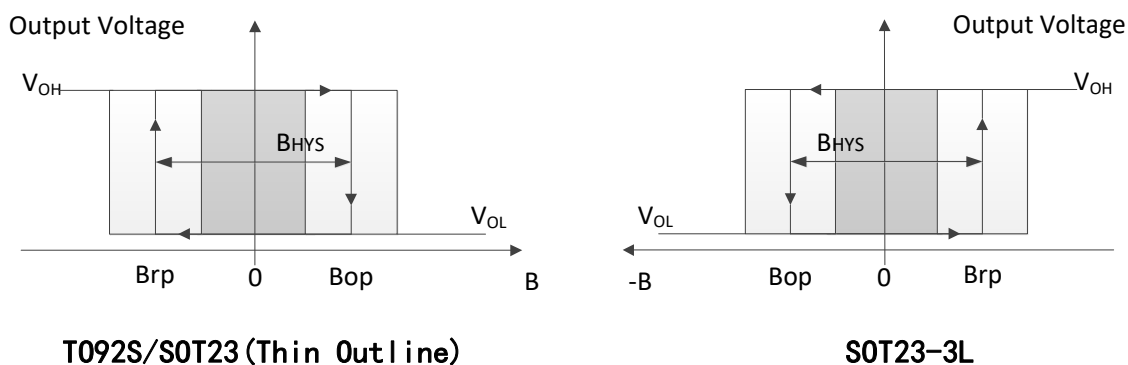 Output Voltage
VOH
BHYS
VOL
Brp
0
Bop
B
TO92S/SOT23(Thin Outline)
Output Voltage
VOH
BHYS
VOL
-B
Bop
0
Brp
SOT23-3L